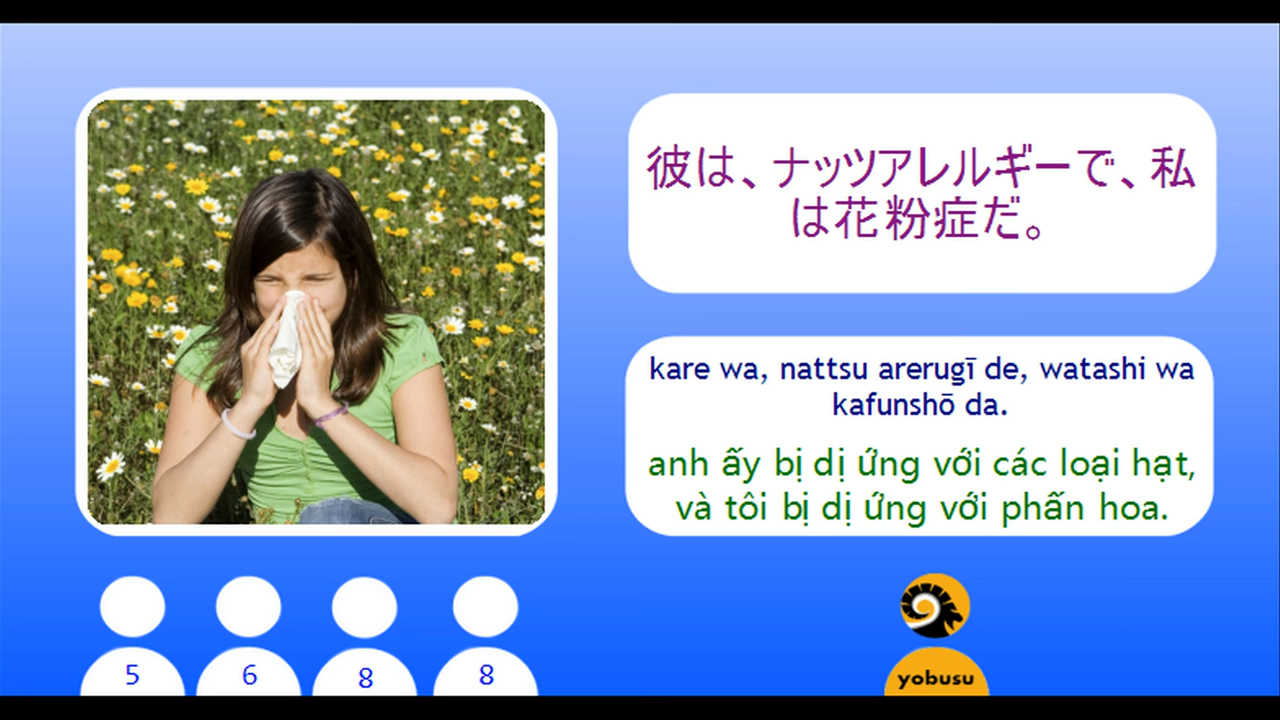 彼は、ナッツアレルギーで、私
は花粉症だ。
kare wa, nattsu arerugī de, watashi wa
kafunshō da.
anh ấy bị dị ứng với các loại hạt,
và tôi bị dị ứng với phấn hoa.
5 6 8 8
yobusu